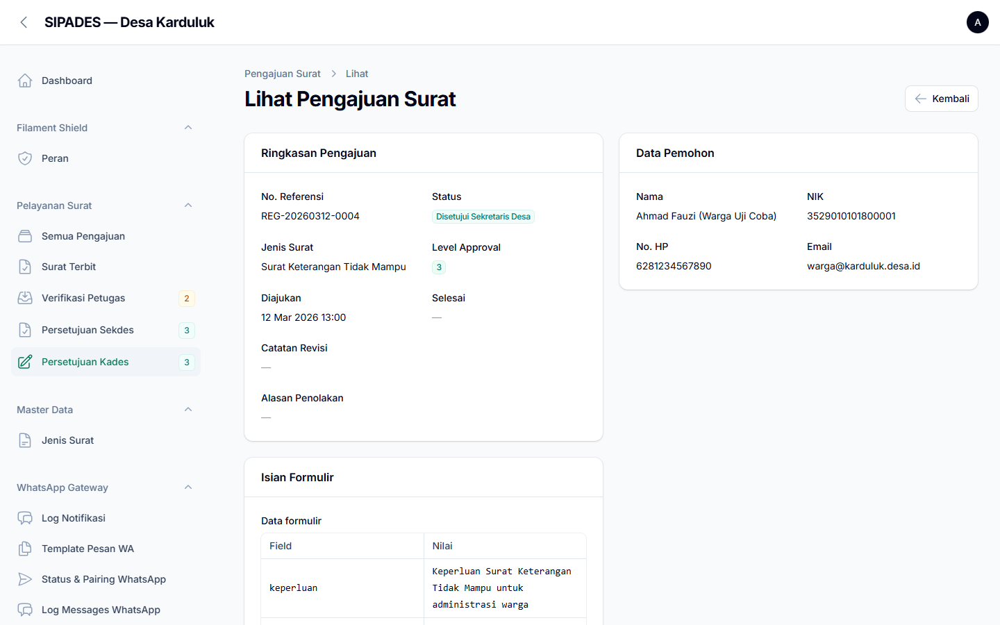 SIPADES — Desa Karduluk
A
Dashboard
Filament Shield
Peran
Pelayanan Surat
Semua Pengajuan
Surat Terbit
Verifikasi Petugas 2
Persetujuan Sekdes 3
Persetujuan Kades 3
Master Data
Jenis Surat
WhatsApp Gateway
Log Notifikasi
Template Pesan WA
Status & Pairing WhatsApp
Log Messages WhatsApp
Pengajuan Surat > Lihat
Lihat Pengajuan Surat
Kembali
Ringkasan Pengajuan
No. Referensi Status
REG-20260312-0004 Disetujui Sekretaris Desa
Jenis Surat Level Approval
Surat Keterangan Tidak Mampu 3
Diajukan Selesai
12 Mar 2026 13:00 —
Catatan Revisi
—
Alasan Penolakan
—
Data Pemohon
Nama NIK
Ahmad Fauzi (Warga Uji Coba) 3529010101800001
No. HP Email
6281234567890 warga@karduluk.desa.id
Isian Formulir
Data formulir
Field Nilai
keperluan
Keperluan Surat Keterangan
Tidak Mampu untuk
administrasi warga